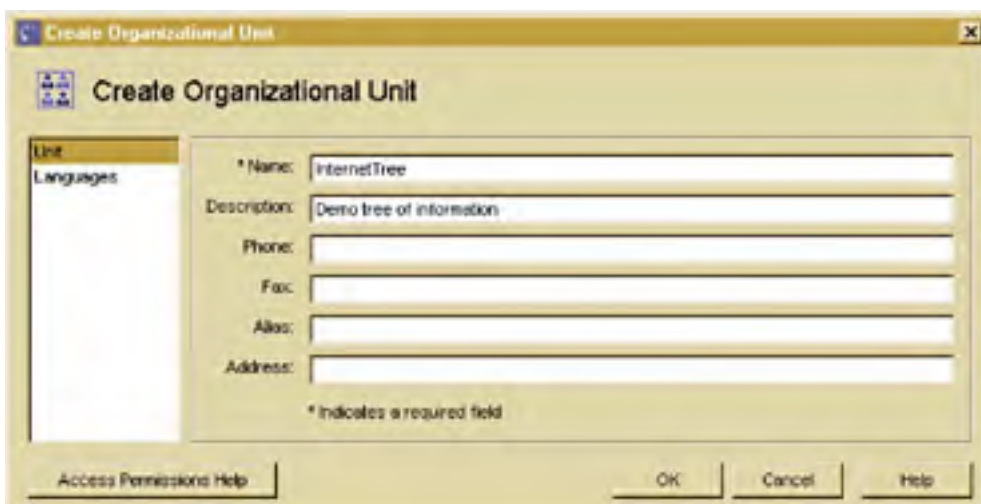 Create Organizational Unit
Create Organizational Unit
Unit
Languages
* Name: InternetTree
Description: Demo tree of information
Phone:
Fax:
Alias:
Address:
* Indicates a required field
Access Permissions Help OK Cancel Help